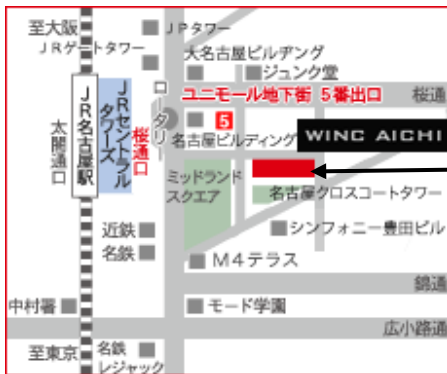 至大阪
JPタワー
JRゲートタワー
大名古屋ビルヂング
ジュンク堂
ユニモール地下街 5番出口
桜通
JR名古屋駅
JRセントラルタワーズ
桜通口
ロータリー
太閤通口
5
名古屋ビルディング
WINC AICHI
ミッドランド
スクエア
名古屋クロスコートタワー
近鉄
シンフォニー豊田ビル
名鉄
M4テラス
錦通
中村署
モード学園
広小路通
至東京
名鉄
レジャック